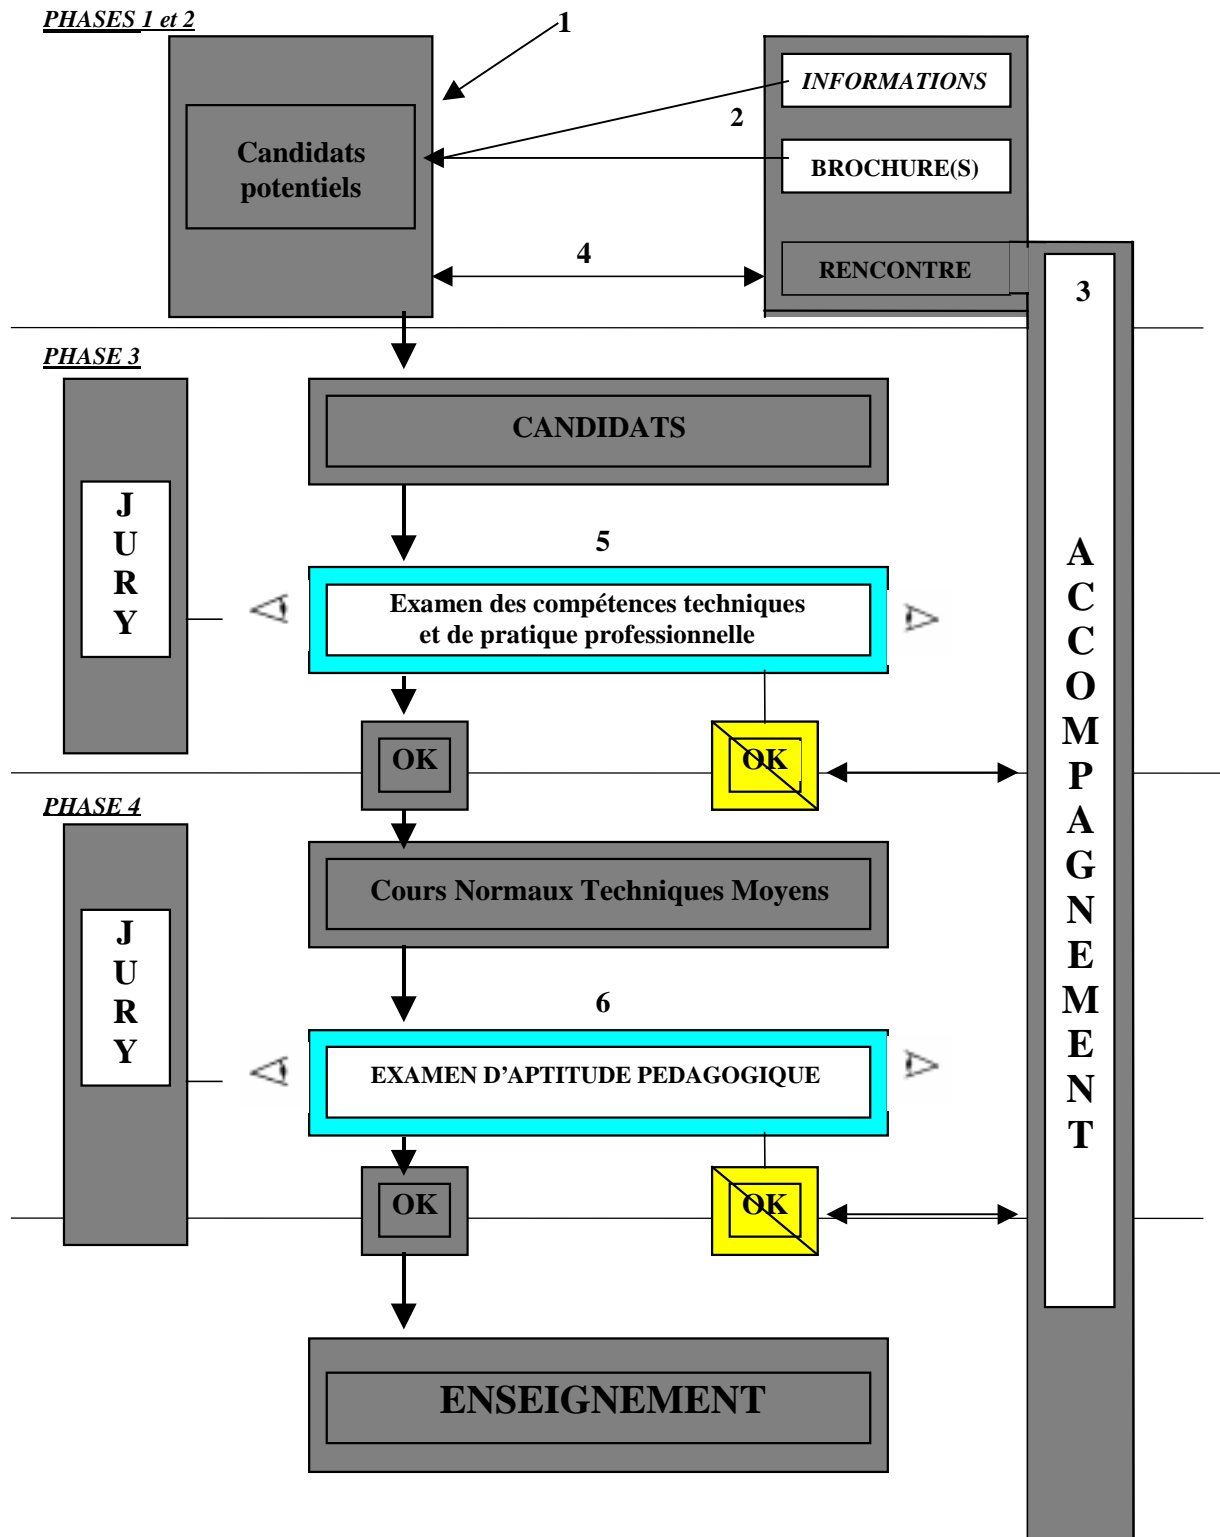 PHASES 1 et 2
1
INFORMATIONS
2
Candidats
potentiels
BROCHURE(S)
4
RENCONTRE
3
PHASE 3
CANDIDATS
J
U
R
Y
5
Examen des compétences techniques
et de pratique professionnelle
OK
OK
A
C
C
O
M
P
A
G
N
E
M
E
N
T
PHASE 4
Cours Normaux Techniques Moyens
J
U
R
Y
6
EXAMEN D'APTITUDE PEDAGOGIQUE
OK
OK
ENSEIGNEMENT